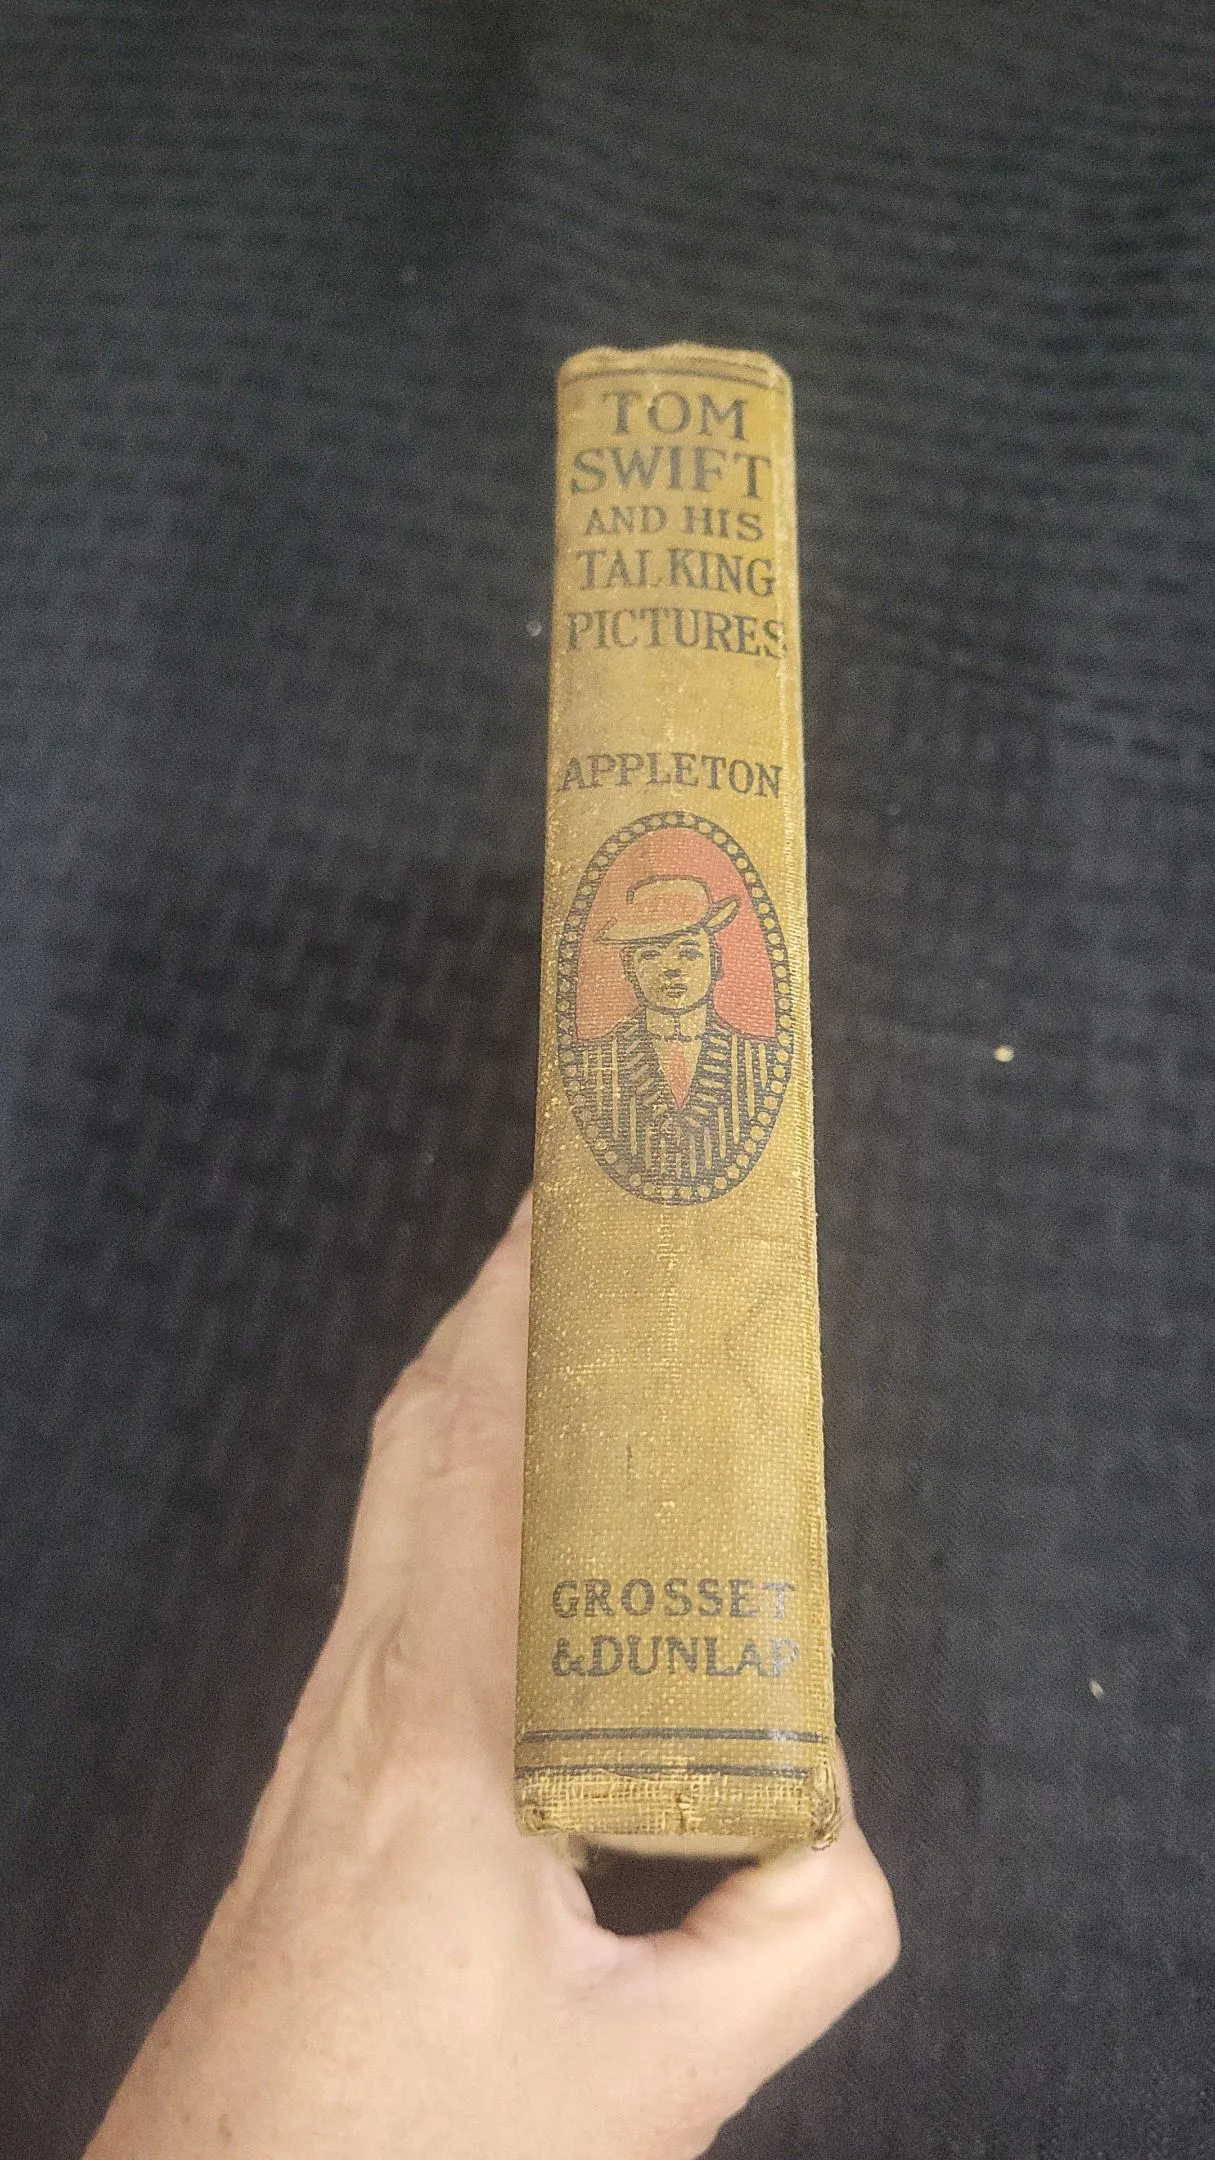 TOM
SWIFT
AND HIS
TALKING
PICTURES
APPLETON
GROSSET
&DUNLAP